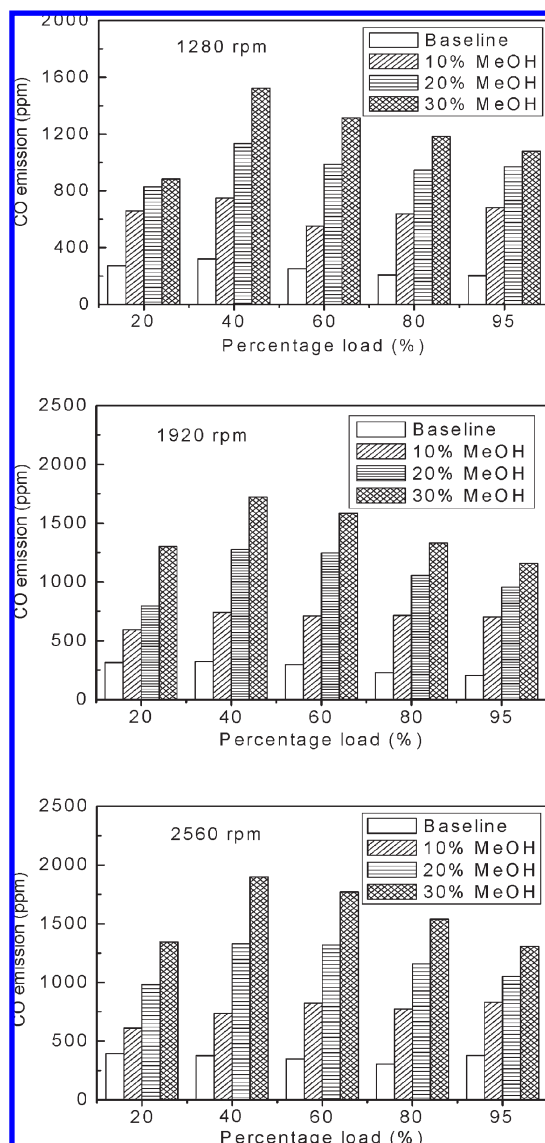 2000
1600
1200
800
400
0
CO emission (ppm)
1280 rpm
Baseline
10% MeOH
20% MeOH
30% MeOH
20 40 60 80 95
Percentage load (%)
2500
2000
1500
1000
500
0
CO emission (ppm)
1920 rpm
Baseline
10% MeOH
20% MeOH
30% MeOH
20 40 60 80 95
Percentage load (%)
2500
2000
1500
1000
500
0
CO emission (ppm)
2560 rpm
Baseline
10% MeOH
20% MeOH
30% MeOH
20 40 60 80 95
Percentage load (%)